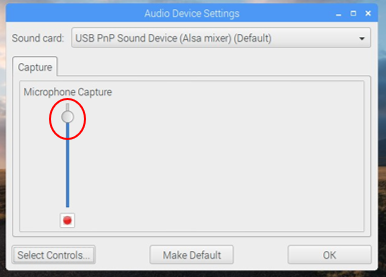 Audio Device Settings
Sound card: USB PnP Sound Device (Alsa mixer) (Default)
Capture
Microphone Capture
Select Controls... Make Default OK